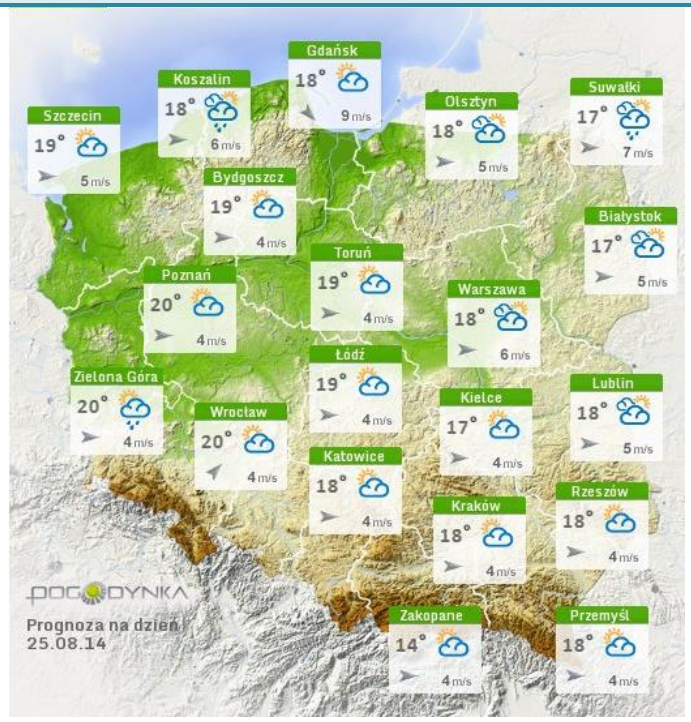 Gdańsk
18°
9 m/s
Koszalin
18°
6 m/s
Suwałki
17°
7 m/s
Olsztyn
18°
5 m/s
Szczecin
19°
5 m/s
Bydgoszcz
19°
4 m/s
Białystok
17°
5 m/s
Toruń
19°
4 m/s
Poznań
20°
4 m/s
Warszawa
18°
6 m/s
Łódź
19°
4 m/s
Zielona Góra
20°
4 m/s
Lublin
18°
5 m/s
Kielce
17°
4 m/s
Wrocław
20°
4 m/s
Katowice
18°
4 m/s
Rzeszów
18°
4 m/s
Kraków
18°
4 m/s
POGODYNKA
Prognoza na dzień
25.08.14
Zakopane
14°
4 m/s
Przemyśl
18°
4 m/s